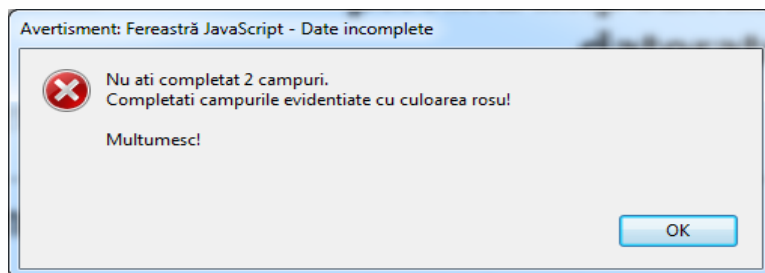 Avertisment: Fereastră JavaScript - Date incomplete
Nu ati completat 2 campuri.
Completati campurile evidentiate cu culoarea rosu!
Multumesc!
OK